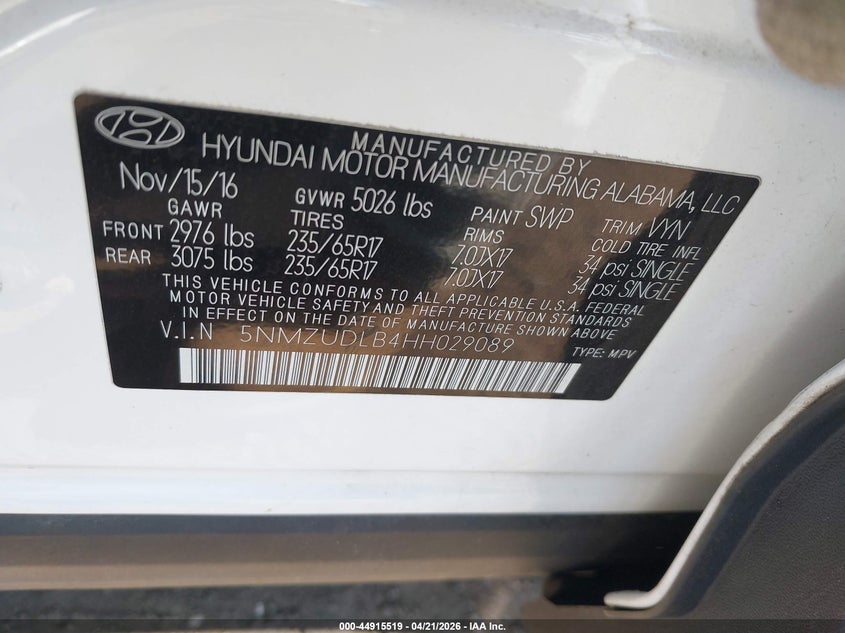 MANUFACTURED BY
HYUNDAI MOTOR MANUFACTURING ALABAMA, LLC
Nov/15/16 GVWR 5026 lbs PAINT SWP TRIM VYN
GAWR TIRES RIMS COLD TIRE INFL
FRONT 2976 lbs 235/65R17 7.0JX17 34 psi SINGLE
REAR 3075 lbs 235/65R17 7.0JX17 34 psi SINGLE
THIS VEHICLE CONFORMS TO ALL APPLICABLE U.S.A. FEDERAL
MOTOR VEHICLE SAFETY AND THEFT PREVENTION STANDARDS
IN EFFECT ON THE DATE OF MANUFACTURE SHOWN ABOVE
V.I.N 5NMZUDLB4HH029089
TYPE: MPV
000-44915519 - 04/21/2026 - IAA Inc.